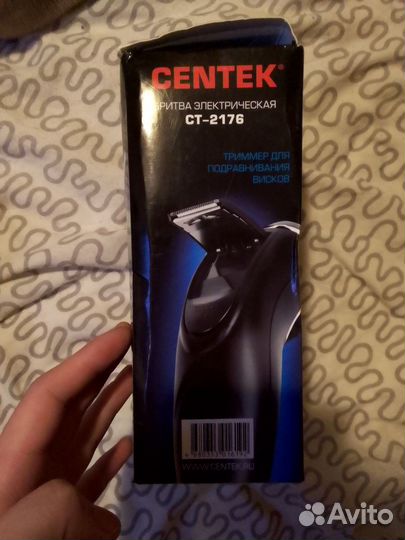 CENTEK®
БРИТВА ЭЛЕКТРИЧЕСКАЯ
CT-2176
ТРИММЕР ДЛЯ
ПОДРАВНИВАНИЯ
ВИСКОВ
WWW.CENTEK.RU
Avito